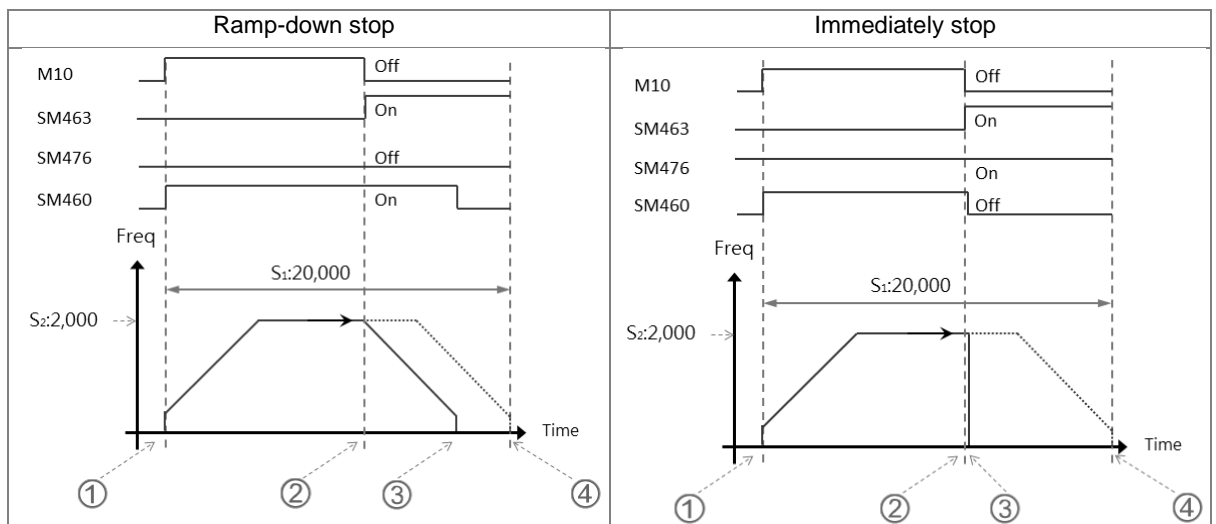 Ramp-down stop
M10
Off
SM463
On
SM476
Off
SM460
On
Freq
S1:20,000
S2:2,000
Time
① ② ③ ④
Immediately stop
M10
Off
SM463
On
SM476
On
SM460
Off
Freq
S1:20,000
S2:2,000
Time
① ② ③ ④